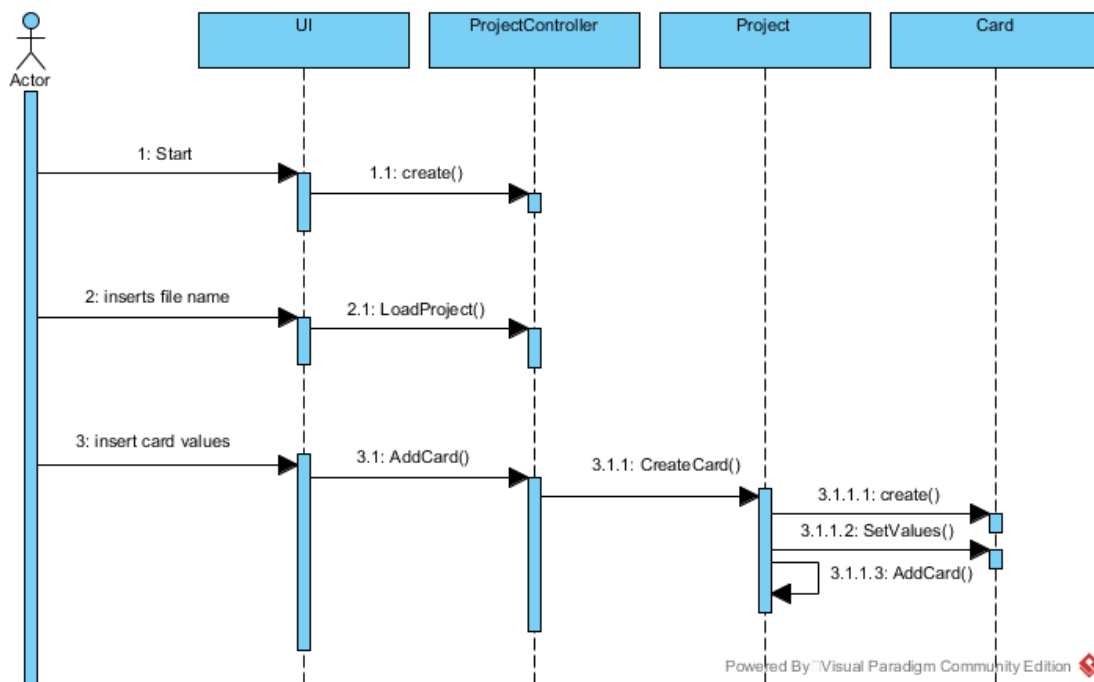 UI
ProjectController
Project
Card
Actor
1: Start
1.1: create()
2: inserts file name
2.1: LoadProject()
3: insert card values
3.1: AddCard()
3.1.1: CreateCard()
3.1.1.1: create()
3.1.1.2: SetValues()
3.1.1.3: AddCard()
Powered By Visual Paradigm Community Edition